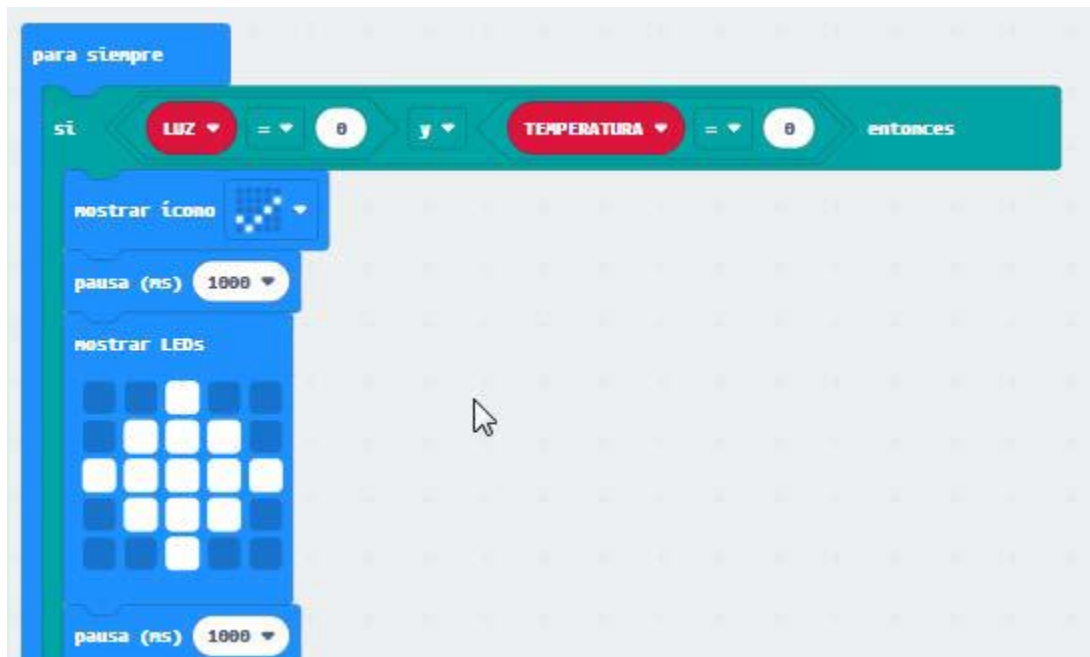 para siempre
si LUZ = 0 y TEMPERATURA = 0 entonces
mostrar ícono
pausa (ms) 1000
mostrar LEDs
pausa (ms) 1000